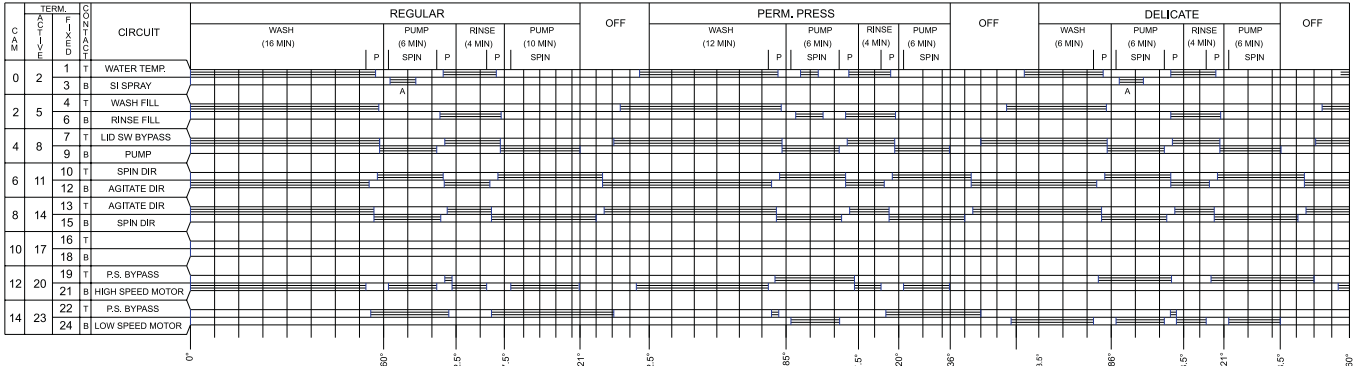 TERM.
CAM
ACTIVE
FIXED
CONTACT
CIRCUIT
REGULAR
OFF
PERM. PRESS
OFF
DELICATE
OFF
WASH
(16 MIN)
P
PUMP
(6 MIN)
SPIN
P
RINSE
(4 MIN)
P
PUMP
(10 MIN)
SPIN
WASH
(12 MIN)
P
PUMP
(6 MIN)
SPIN
P
RINSE
(4 MIN)
P
PUMP
(6 MIN)
SPIN
WASH
(6 MIN)
P
PUMP
(6 MIN)
SPIN
P
RINSE
(4 MIN)
P
PUMP
(6 MIN)
SPIN
0 2 1 T WATER TEMP.
3 B SI SPRAY
A
A
2 5 4 T WASH FILL
6 B RINSE FILL
4 8 7 T LID SW BYPASS
9 B PUMP
6 11 10 T SPIN DIR
12 B AGITATE DIR
8 14 13 T AGITATE DIR
15 B SPIN DIR
10 17 16 T
18 B
12 20 19 T P.S. BYPASS
21 B HIGH SPEED MOTOR
14 23 22 T P.S. BYPASS
24 B LOW SPEED MOTOR
0°